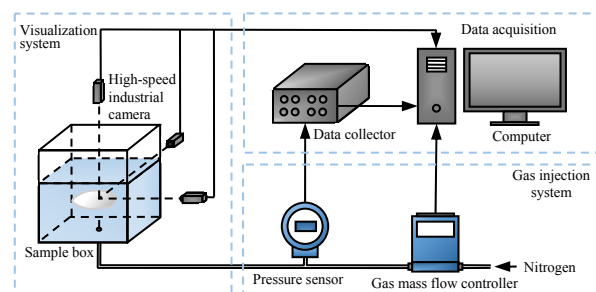 Visualization
system
High-speed
industrial
camera
Sample box
Data acquisition
Data collector
Computer
Gas injection
system
Pressure sensor
Gas mass flow controller
Nitrogen